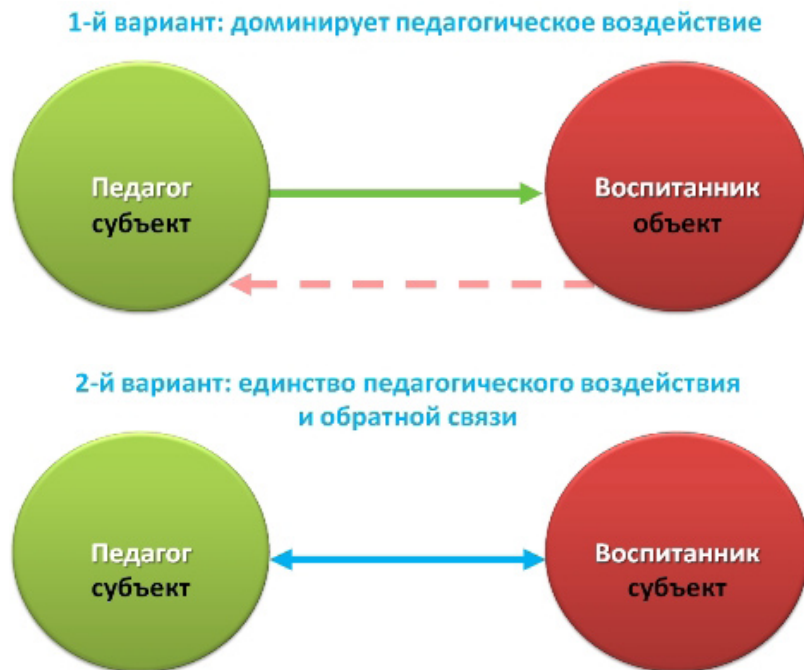 1-й вариант: доминирует педагогическое воздействие
Педагог
субъект
Воспитанник
объект
2-й вариант: единство педагогического воздействия
и обратной связи
Педагог
субъект
Воспитанник
субъект